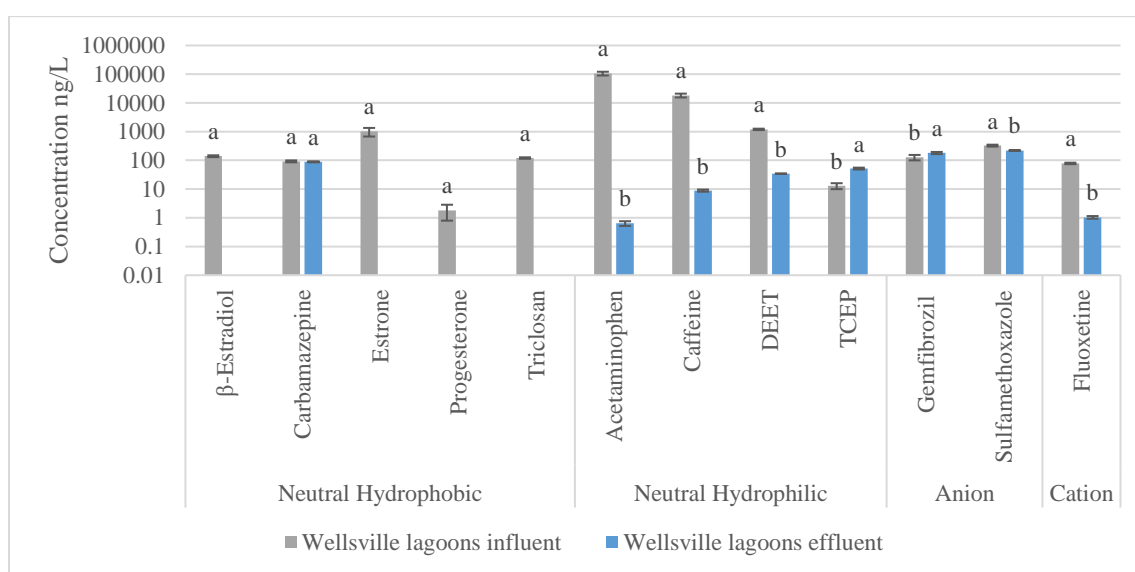 Concentration ng/L
1000000
100000
10000
1000
100
10
1
0.1
0.01
a
a a
a
a
a
a b
a b
a b
b a
b a
a b
a b
β-Estradiol
Carbamazepine
Estrone
Progesterone
Triclosan
Acetaminophen
Caffeine
DEET
TCEP
Gemfibrozil
Sulfamethoxazole
Fluoxetine
Neutral Hydrophobic
Neutral Hydrophilic
Anion
Cation
Wellsville lagoons influent
Wellsville lagoons effluent